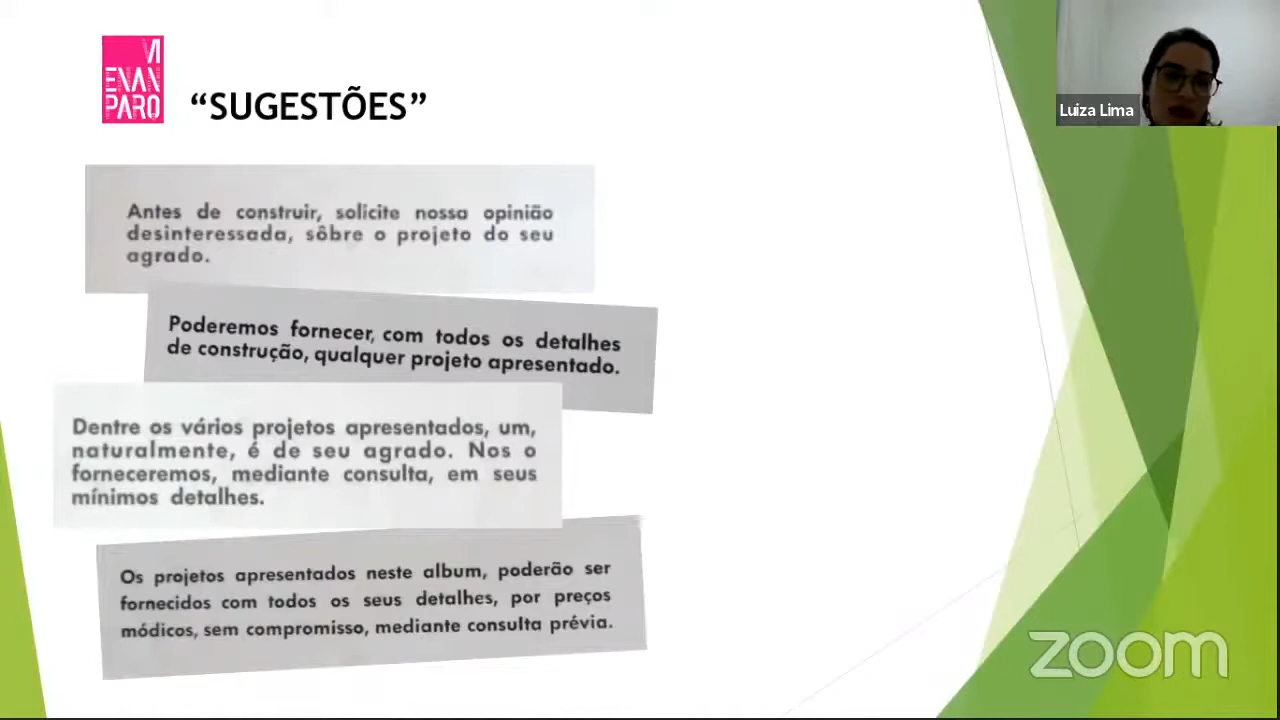 VI
ENAN
PARQ
“SUGESTÕES”
Luiza Lima
Antes de construir, solicite nossa opinião
desinteressada, sôbre o projeto do seu
agrado.
Poderemos fornecer, com todos os detalhes
de construção, qualquer projeto apresentado.
Dentre os vários projetos apresentados, um,
naturalmente, é de seu agrado. Nos o
forneceremos, mediante consulta, em seus
mínimos detalhes.
Os projetos apresentados neste album, poderão ser
fornecidos com todos os seus detalhes, por preços
módicos, sem compromisso, mediante consulta prévia.
zoom